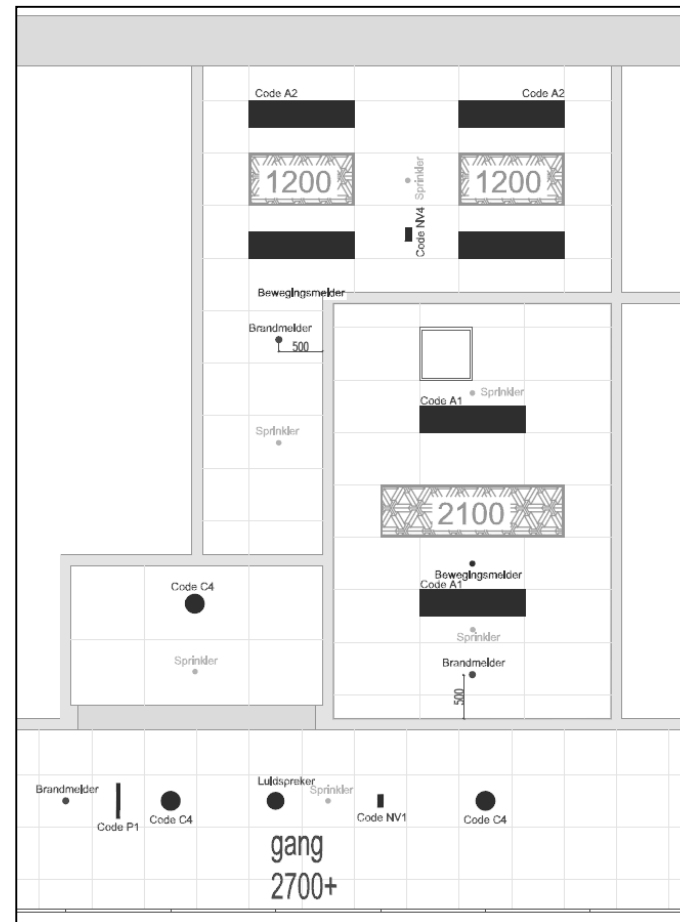 Code A2
Code A2
1200
1200
Sprinkler
Code NV4
Bewegingsmelder
Brandmelder
500
Sprinkler
Code A1
Sprinkler
2100
Bewegingsmelder
Code A1
Sprinkler
Brandmelder
500
Code C4
Sprinkler
Brandmelder
Code P1
Code C4
Luidspreker
Sprinkler
Code NV1
Code C4
gang
2700+